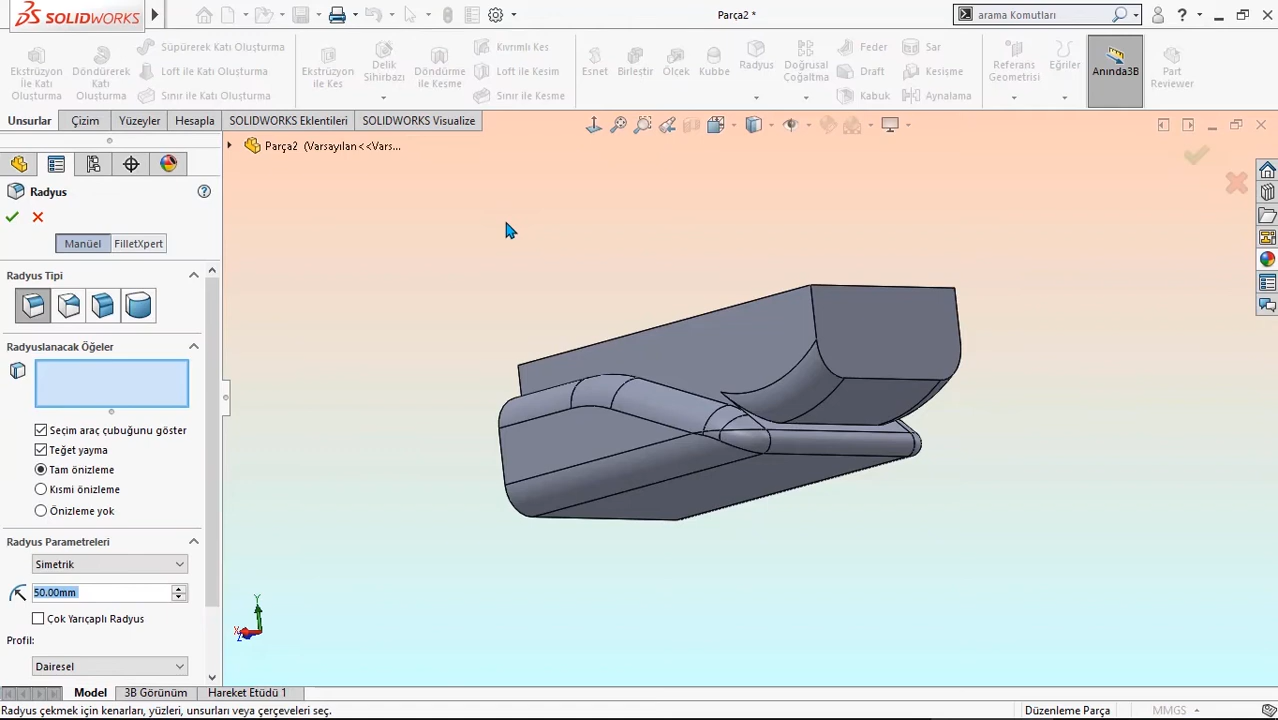 SOLIDWORKS
Parça2 *
arama Komutları
Ekstrüzyon
İle Katı
Oluşturma
Döndürerek
Katı
Oluşturma
Süpürerek Katı Oluşturma
Loft ile Katı Oluşturma
Sınır ile Katı Oluşturma
Ekstrüzyon
ile Kes
Delik
Sihirbazı
Döndürme
ile Kes
Kıvrımlı Kes
Loft ile Kesim
Sınır ile Kesme
Esnet
Birleştir
Ölçek
Kubbe
Radyus
Doğrusal
Çoğaltma
Feder
Draft
Kabuk
Sar
Kesişme
Aynalama
Referans
Geometrisi
Eğriler
Anında3B
Part
Reviewer
Unsurlar
Çizim
Yüzeyler
Hesapla
SOLIDWORKS Eklentileri
SOLIDWORKS Visualize
Parça2 (Varsayılan<<Vars...
Radyus
Manüel
FilletXpert
Radyus Tipi
Radyuslanacak Öğeler
Seçim araç çubuğunu göster
Teğet yayma
Tam önizleme
Kısmi önizleme
Önizleme yok
Radyus Parametreleri
Simetrik
50.00mm
Çok Yarıçaplı Radyus
Profil:
Dairesel
Y
X
Z
Model
3B Görünüm
Hareket Etüdü 1
Radyus çekmek için kenarları, yüzleri, unsurları veya çerçeveleri seç.
Düzenleme Parça
MMGS